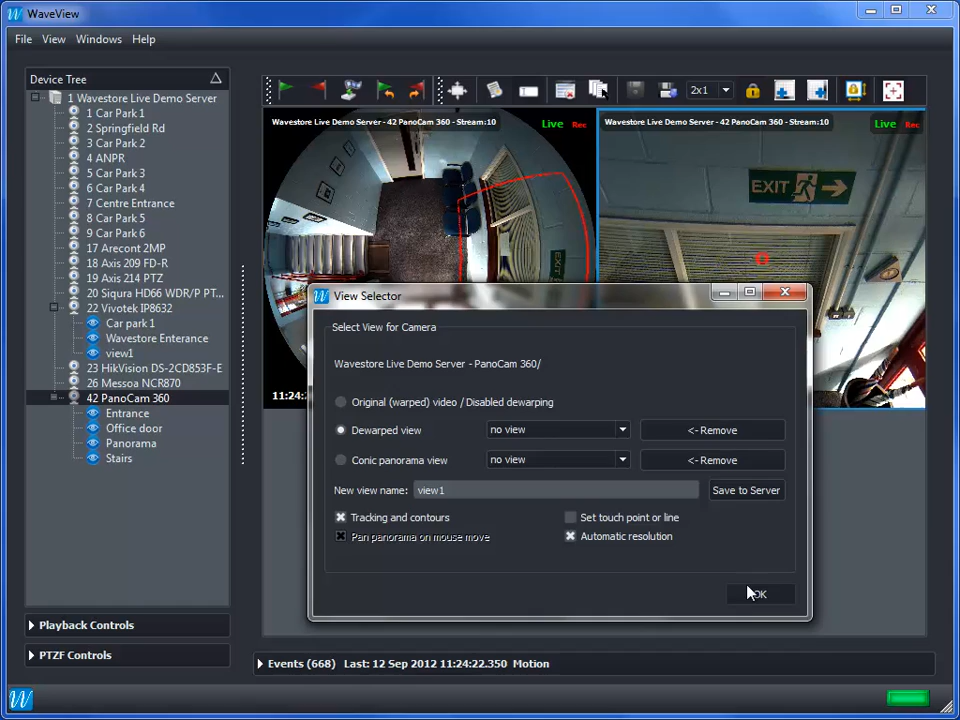 WaveView
File View Windows Help
Device Tree
1 Wavestore Live Demo Server
1 Car Park 1
2 Springfield Rd
3 Car Park 2
4 ANPR
5 Car Park 3
6 Car Park 4
7 Centre Entrance
8 Car Park 5
9 Car Park 6
17 Arecont 2MP
18 Axis 209 FD-R
19 Axis 214 PTZ
20 Siqura HD66 WDR/P PT...
22 Vivotek IP8632
Car park 1
Wavestore Enterance
view1
23 HikVision DS-2CD853F-E
26 Messoa NCR870
42 PanoCam 360
Entrance
Office door
Panorama
Stairs
Playback Controls
PTZF Controls
2x1
Wavestore Live Demo Server - 42 PanoCam 360 - Stream:10
Live Rec
EXIT
11:24:
Wavestore Live Demo Server - 42 PanoCam 360 - Stream:10
Live Rec
EXIT
View Selector
Select View for Camera
Wavestore Live Demo Server - PanoCam 360/
Original (warped) video / Disabled dewarping
Dewarped view no view <- Remove
Conic panorama view no view <- Remove
New view name: view1 Save to Server
Tracking and contours Set touch point or line
Pan panorama on mouse move Automatic resolution
OK
Events (668) Last: 12 Sep 2012 11:24:22.350 Motion